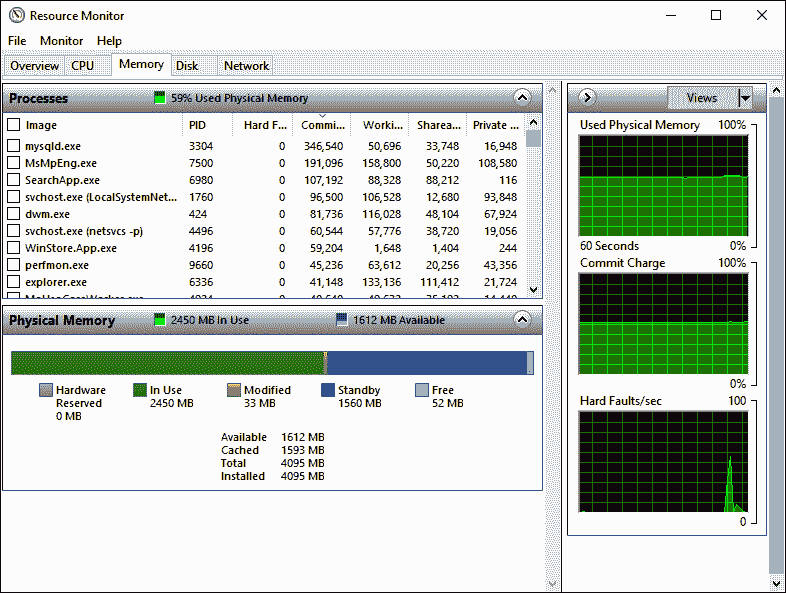 Resource Monitor
File Monitor Help
Overview CPU Memory Disk Network
Processes 59% Used Physical Memory
Image PID Hard F... Commi... Worki... Sharea... Private ...
mysqld.exe 3304 0 346,540 50,696 33,748 16,948
MsMpEng.exe 7500 0 191,096 158,800 50,220 108,580
SearchApp.exe 6980 0 107,192 88,328 88,212 116
svchost.exe (LocalSystemNet... 1760 0 96,500 106,528 12,680 93,848
dwm.exe 424 0 81,736 116,028 48,104 67,924
svchost.exe (netsvcs -p) 4496 0 60,544 57,776 38,720 19,056
WinStore.App.exe 4196 0 59,204 1,648 1,404 244
perfmon.exe 9660 0 45,236 63,612 20,256 43,356
explorer.exe 6336 0 41,148 133,136 111,412 21,724
Physical Memory 2450 MB In Use 1612 MB Available
Hardware Reserved 0 MB
In Use 2450 MB
Modified 33 MB
Standby 1560 MB
Free 52 MB
Available 1612 MB
Cached 1593 MB
Total 4095 MB
Installed 4095 MB
Views
Used Physical Memory 100%
60 Seconds 0%
Commit Charge 100%
0%
Hard Faults/sec 100
0